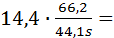 14,4 · 66,2 / 44,1s =